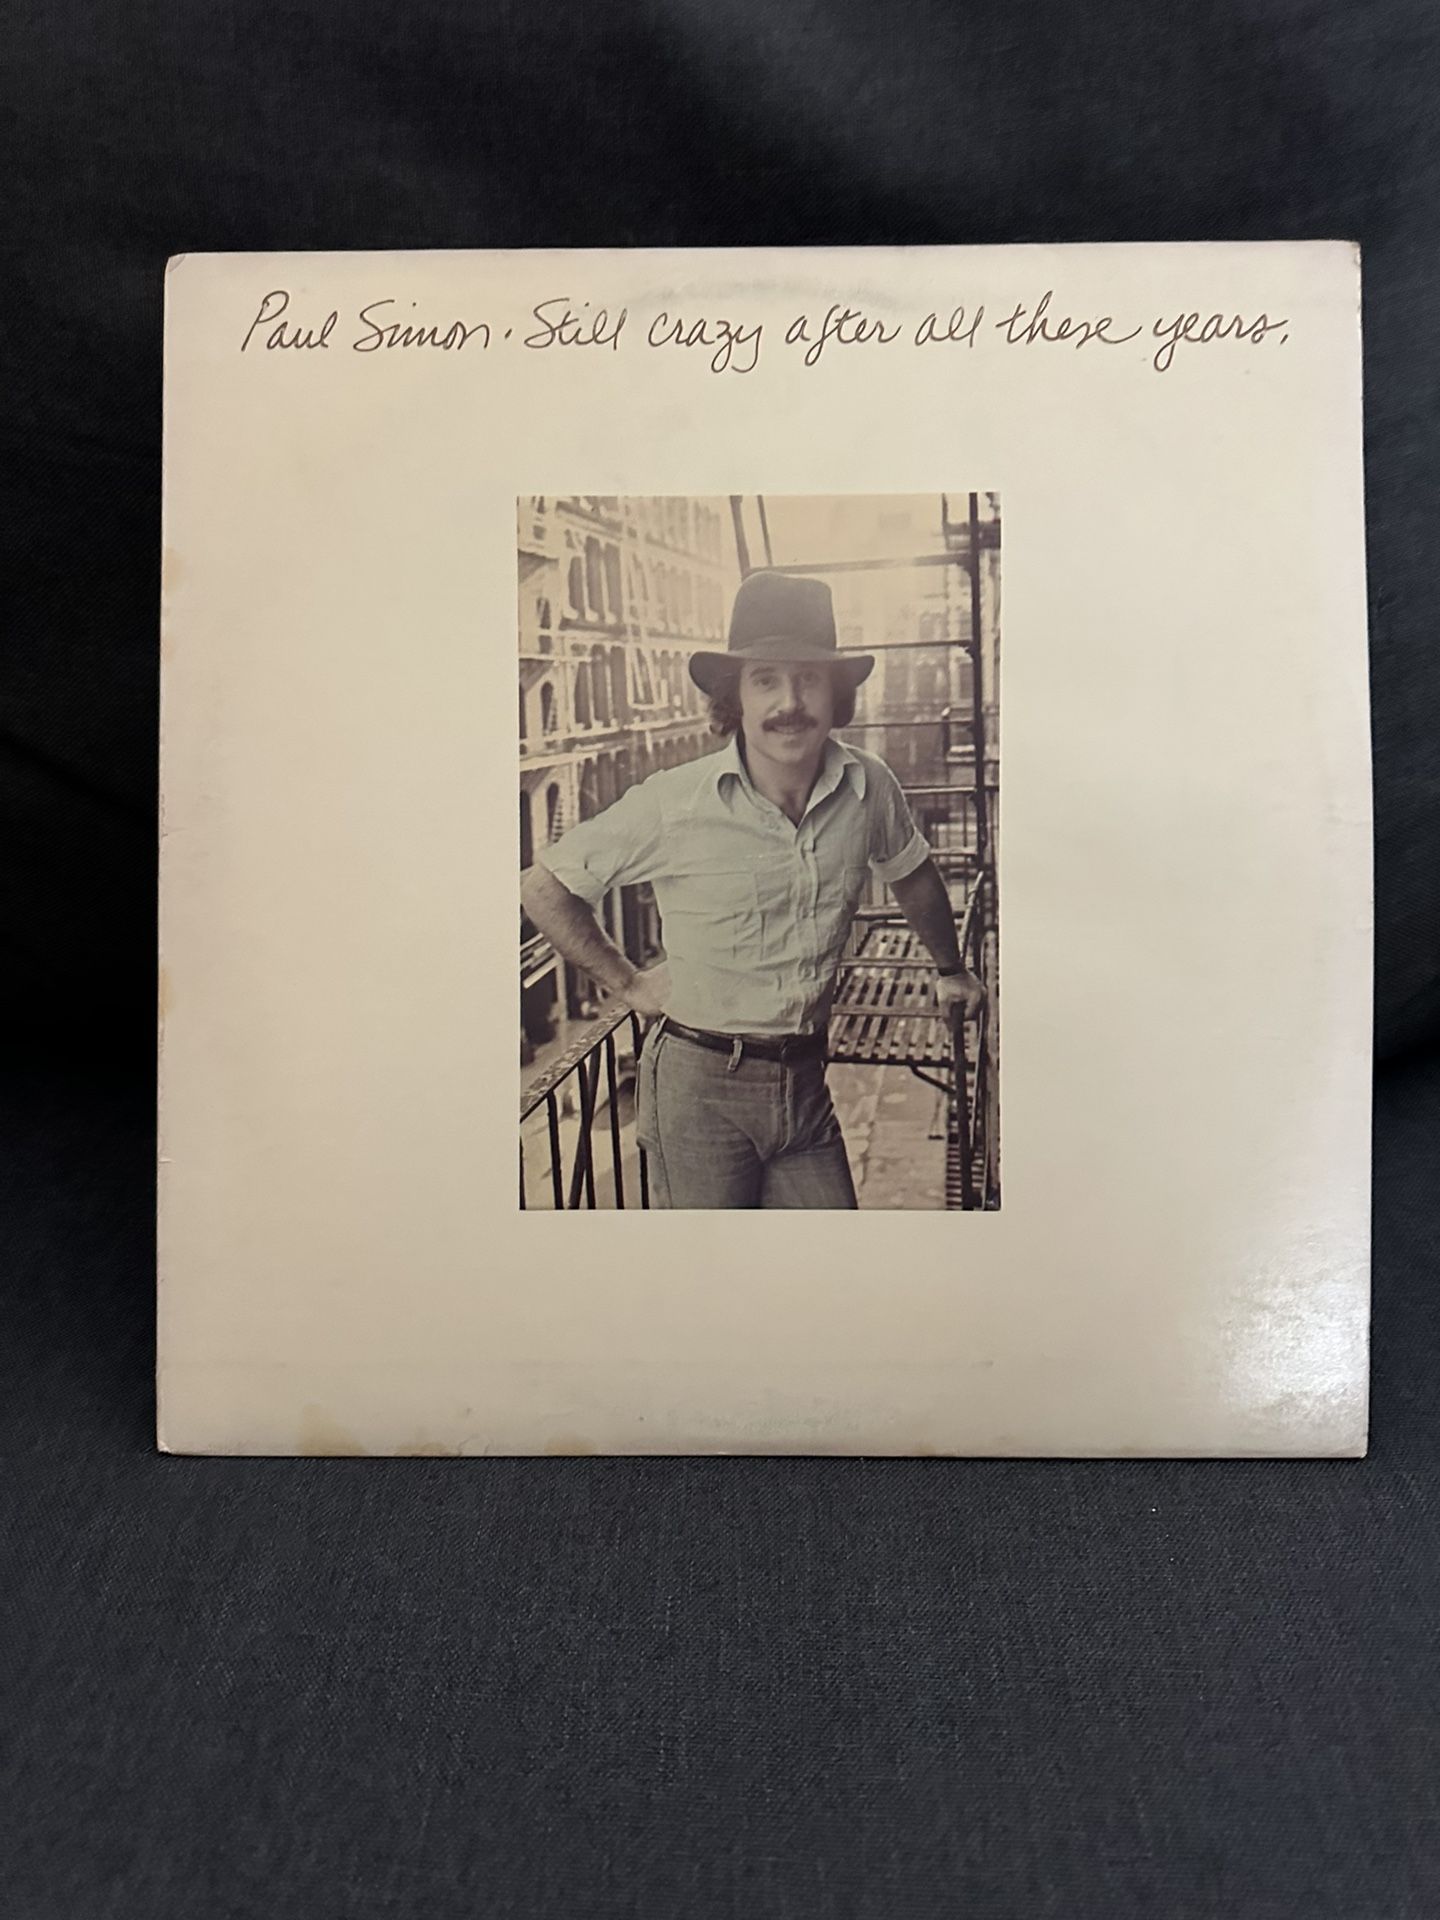 Paul Simon · Still crazy after all these years.